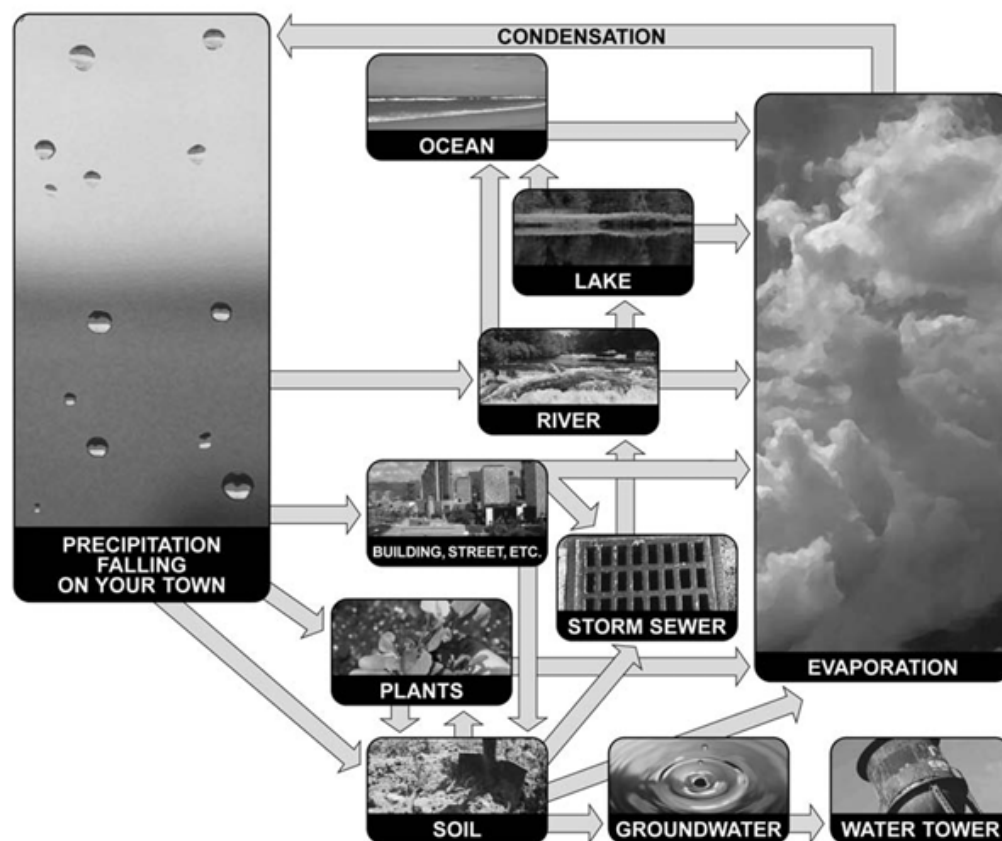 CONDENSATION
OCEAN
LAKE
RIVER
PRECIPITATION
FALLING
ON YOUR TOWN
BUILDING, STREET, ETC.
STORM SEWER
EVAPORATION
PLANTS
SOIL
GROUNDWATER
WATER TOWER